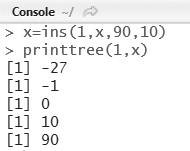 Console ~/
> x=ins(1,x,90,10)
> printtree(1,x)
[1] -27
[1] -1
[1] 0
[1] 10
[1] 90